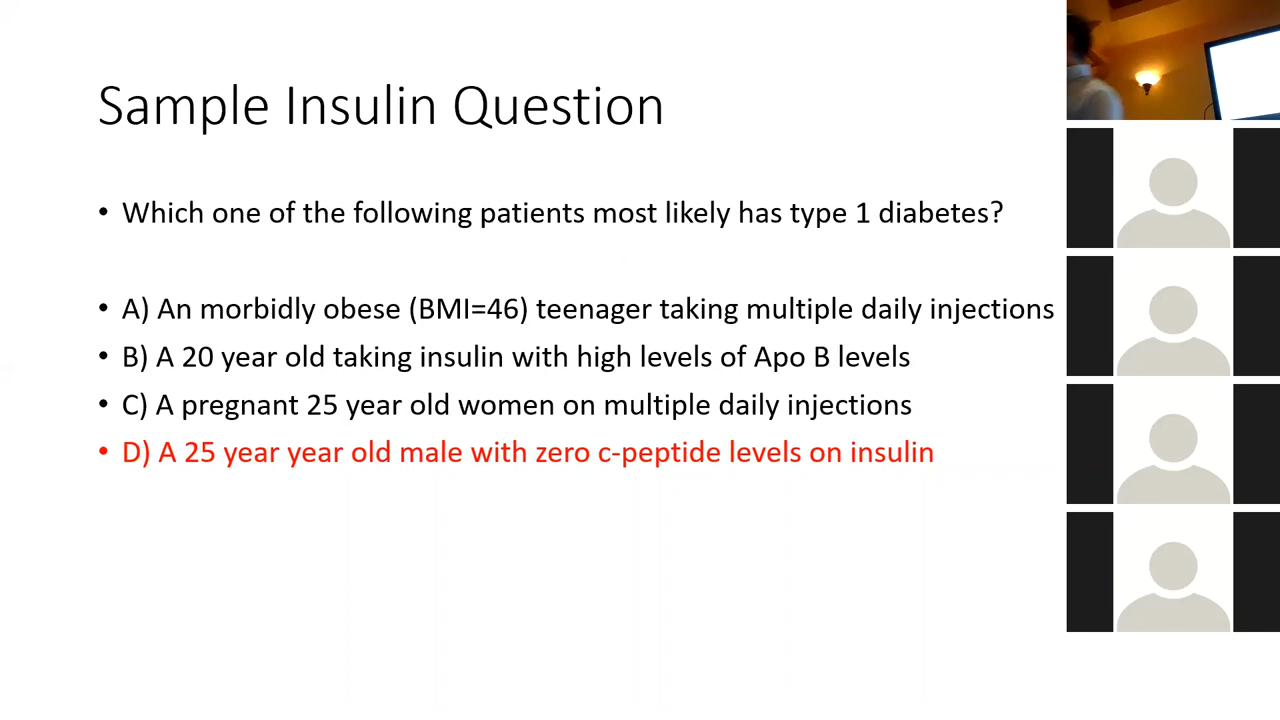 Sample Insulin Question
• Which one of the following patients most likely has type 1 diabetes?
• A) An morbidly obese (BMI=46) teenager taking multiple daily injections
• B) A 20 year old taking insulin with high levels of Apo B levels
• C) A pregnant 25 year old women on multiple daily injections
• D) A 25 year year old male with zero c-peptide levels on insulin